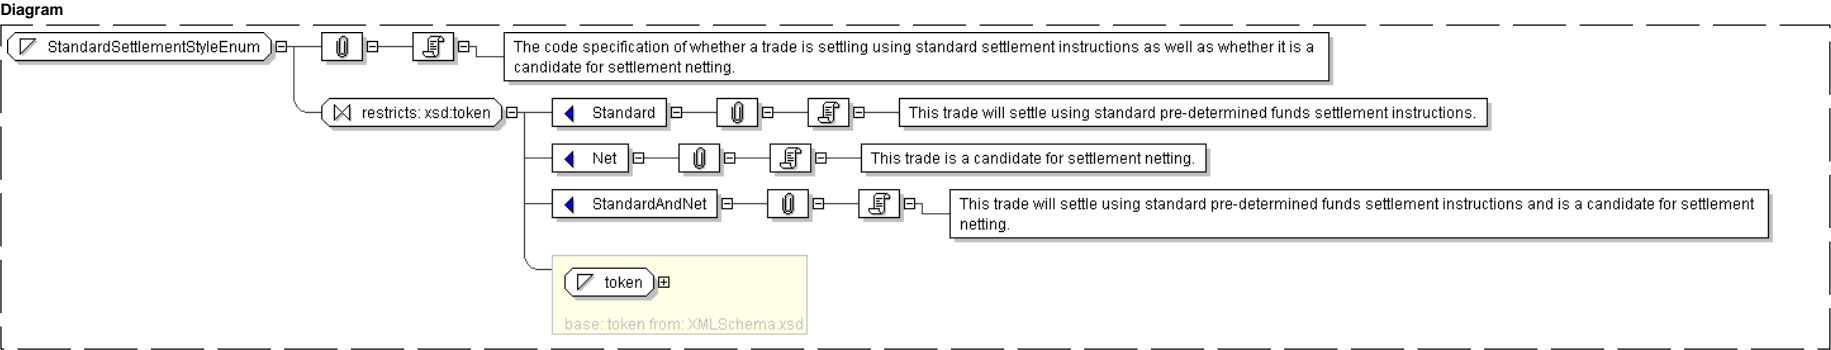 Diagram
StandardSettlementStyleEnum
The code specification of whether a trade is settling using standard settlement instructions as well as whether it is a
candidate for settlement netting.
restricts: xsd:token
Standard
This trade will settle using standard pre-determined funds settlement instructions.
Net
This trade is a candidate for settlement netting.
StandardAndNet
This trade will settle using standard pre-determined funds settlement instructions and is a candidate for settlement
netting.
token
base: token from: XMLSchema.xsd